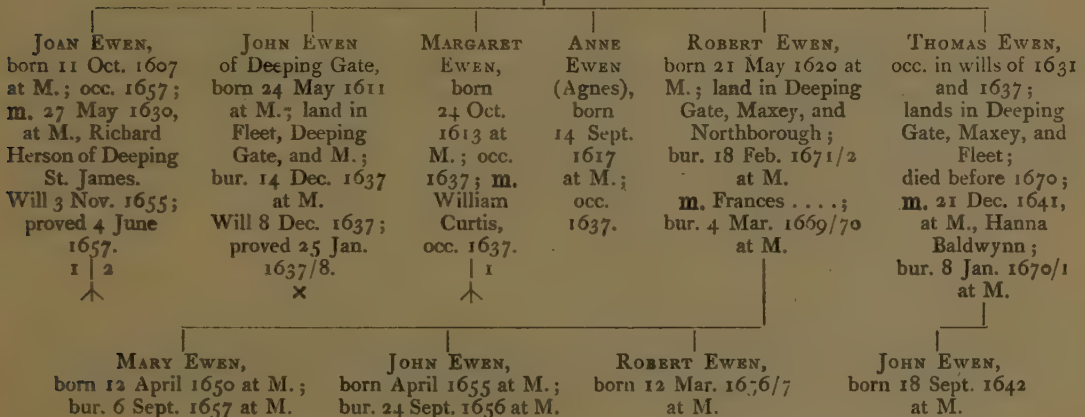 JOAN EWEN,
born 11 Oct. 1607
at M.; occ. 1657;
m. 27 May 1630,
at M., Richard
Herson of Deeping
St. James.
Will 3 Nov. 1655;
proved 4 June
1657.
1 | 2
JOHN EWEN
of Deeping Gate,
born 24 May 1611
at M.; land in
Fleet, Deeping
Gate, and M.;
bur. 14 Dec. 1637
at M.
Will 8 Dec. 1637;
proved 25 Jan.
1637/8.
×
MARGARET
EWEN,
born
24 Oct.
1613 at
M.; occ.
1637; m.
William
Curtis,
occ. 1637.
| 1
ANNE
EWEN
(Agnes),
born
14 Sept.
1617
at M.;
occ.
1637.
ROBERT EWEN,
born 21 May 1620 at
M.; land in Deeping
Gate, Maxey, and
Northborough;
bur. 18 Feb. 1671/2
at M.
m. Frances ....;
bur. 4 Mar. 1669/70
at M.
THOMAS EWEN,
occ. in wills of 1631
and 1637;
lands in Deeping
Gate, Maxey, and
Fleet;
died before 1670;
m. 21 Dec. 1641,
at M., Hanna
Baldwynn;
bur. 8 Jan. 1670/1
at M.
MARY EWEN,
born 12 April 1650 at M.;
bur. 6 Sept. 1657 at M.
JOHN EWEN,
born April 1655 at M.;
bur. 24 Sept. 1656 at M.
ROBERT EWEN,
born 12 Mar. 1656/7
at M.
JOHN EWEN,
born 18 Sept. 1642
at M.